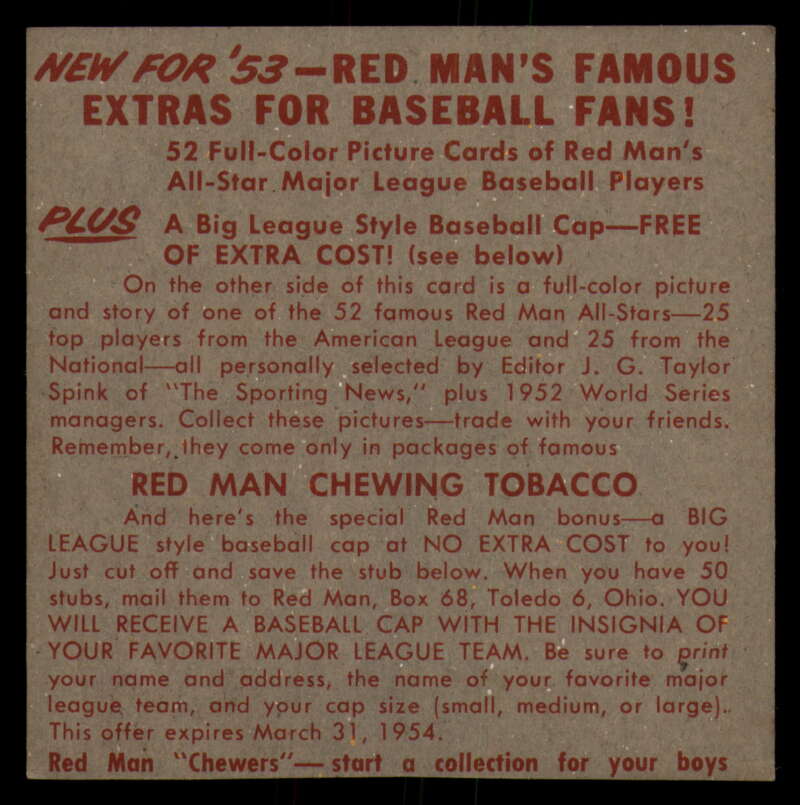 NEW FOR '53—RED MAN'S FAMOUS
EXTRAS FOR BASEBALL FANS!
52 Full-Color Picture Cards of Red Man's
All-Star Major League Baseball Players
PLUS A Big League Style Baseball Cap—FREE
OF EXTRA COST! (see below)
On the other side of this card is a full-color picture
and story of one of the 52 famous Red Man All-Stars—25
top players from the American League and 25 from the
National—all personally selected by Editor J. G. Taylor
Spink of "The Sporting News," plus 1952 World Series
managers. Collect these pictures—trade with your friends.
Remember, they come only in packages of famous
RED MAN CHEWING TOBACCO
And here's the special Red Man bonus—a BIG
LEAGUE style baseball cap at NO EXTRA COST to you!
Just cut off and save the stub below. When you have 50
stubs, mail them to Red Man, Box 68, Toledo 6, Ohio. YOU
WILL RECEIVE A BASEBALL CAP WITH THE INSIGNIA OF
YOUR FAVORITE MAJOR LEAGUE TEAM. Be sure to print
your name and address, the name of your favorite major
league team, and your cap size (small, medium, or large).
This offer expires March 31, 1954.
Red Man "Chewers"—start a collection for your boys